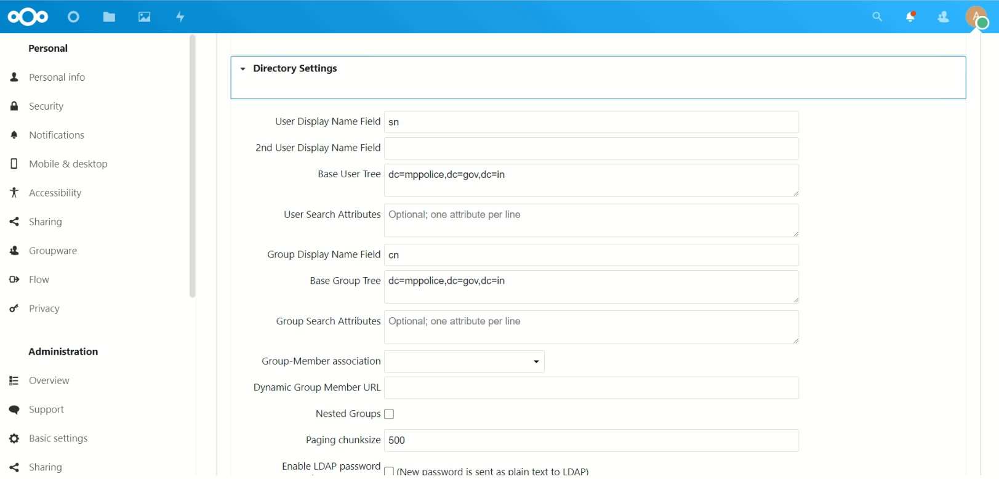 A
Personal
Personal info
Security
Notifications
Mobile & desktop
Accessibility
Sharing
Groupware
Flow
Privacy
Administration
Overview
Support
Basic settings
Sharing
Directory Settings
User Display Name Field sn
2nd User Display Name Field
Base User Tree dc=mppolice,dc=gov,dc=in
User Search Attributes Optional; one attribute per line
Group Display Name Field cn
Base Group Tree dc=mppolice,dc=gov,dc=in
Group Search Attributes Optional; one attribute per line
Group-Member association
Dynamic Group Member URL
Nested Groups
Paging chunksize 500
Enable LDAP password
(New password is sent as plain text to LDAP)